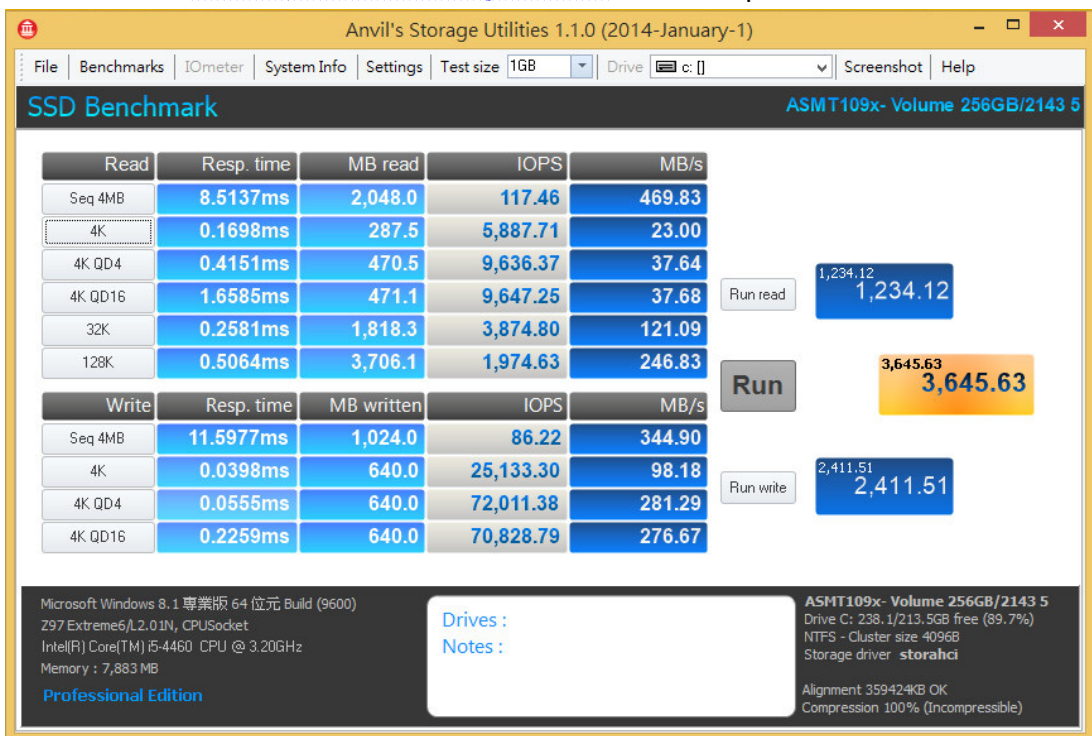 Anvil's Storage Utilities 1.1.0 (2014-January-1)
File Benchmarks IOmeter System Info Settings Test size 1GB Drive c: [] Screenshot Help
SSD Benchmark ASMT109x- Volume 256GB/2143 5
Read Resp. time MB read IOPS MB/s
Seq 4MB 8.5137ms 2,048.0 117.46 469.83
4K 0.1698ms 287.5 5,887.71 23.00
4K QD4 0.4151ms 470.5 9,636.37 37.64
4K QD16 1.6585ms 471.1 9,647.25 37.68
32K 0.2581ms 1,818.3 3,874.80 121.09
128K 0.5064ms 3,706.1 1,974.63 246.83
Run read
1,234.12
1,234.12
Run
3,645.63
3,645.63
Write Resp. time MB written IOPS MB/s
Seq 4MB 11.5977ms 1,024.0 86.22 344.90
4K 0.0398ms 640.0 25,133.30 98.18
4K QD4 0.0555ms 640.0 72,011.38 281.29
4K QD16 0.2259ms 640.0 70,828.79 276.67
Run write
2,411.51
2,411.51
Microsoft Windows 8.1 專業版 64 位元 Build (9600)
Z97 Extreme6/L2.01N, CPUSocket
Intel(R) Core(TM) i5-4460 CPU @ 3.20GHz
Memory : 7,883 MB
Professional Edition
Drives :
Notes :
ASMT109x- Volume 256GB/2143 5
Drive C: 238.1/213.5GB free (89.7%)
NTFS - Cluster size 4096B
Storage driver storahci
Alignment 359424KB OK
Compression 100% (Incompressible)